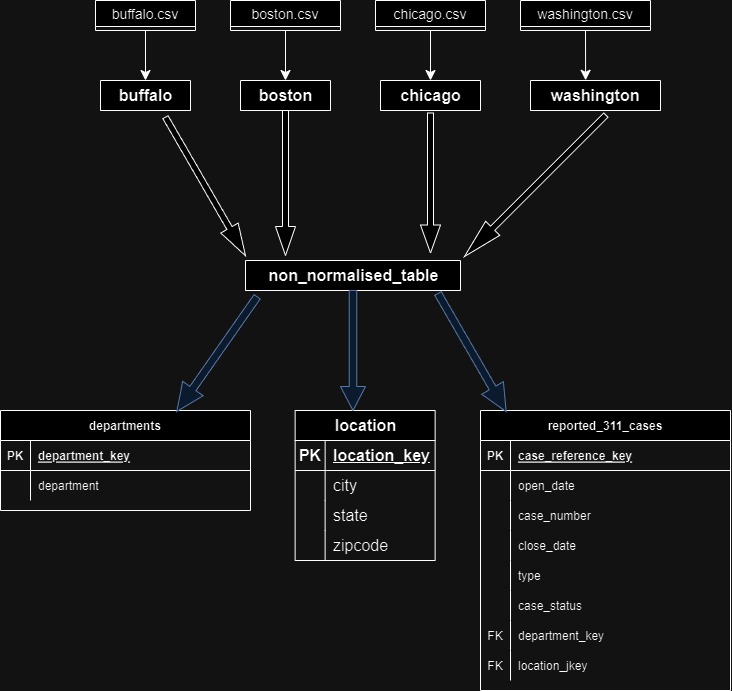 buffalo.csv
boston.csv
chicago.csv
washington.csv
buffalo
boston
chicago
washington
non_normalised_table
departments
PK department_key
department
location
PK location_key
city
state
zipcode
reported_311_cases
PK case_reference_key
open_date
case_number
close_date
type
case_status
FK department_key
FK location_jkey